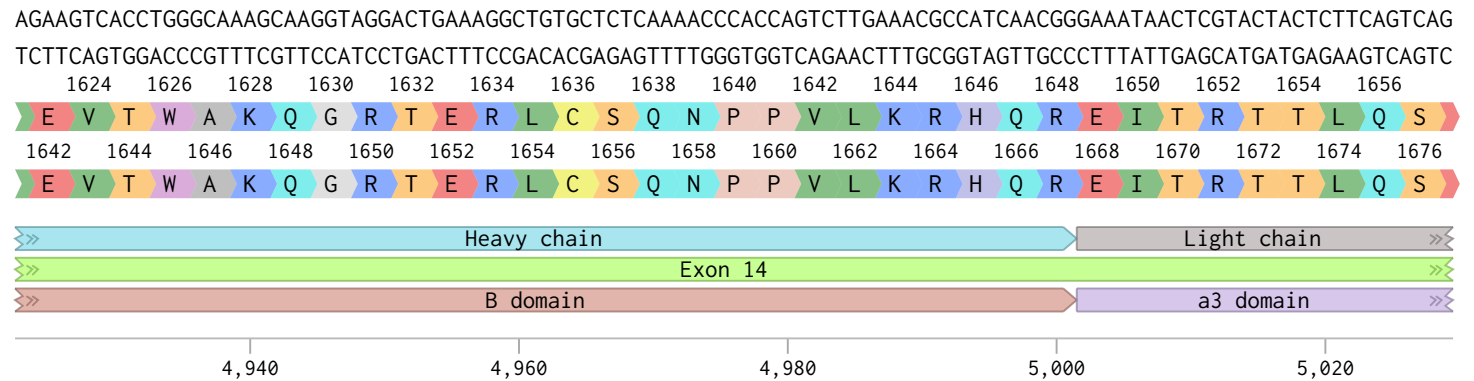 AGAAGTCACCTGGGCAAAGCAAGGTAGGACTGAAAGGCTGTGCTCTCAAAACCCACCAGTCTTGAAACGCCATCAACGGGAAATAACTCGTACTACTCTTCAGTCAG
TCTTCAGTGGACCCGTTTCGTTCCATCCTGACTTTCCGACACGAGAGTTTTGGGTGGTCAGAACTTTGCGGTAGTTGCCCTTTATTGAGCATGATGAGAAGTCAGTC
1624 1626 1628 1630 1632 1634 1636 1638 1640 1642 1644 1646 1648 1650 1652 1654 1656
E V T W A K Q G R T E R L C S Q N P P V L K R H Q R E I T R T T L Q S
1642 1644 1646 1648 1650 1652 1654 1656 1658 1660 1662 1664 1666 1668 1670 1672 1674 1676
E V T W A K Q G R T E R L C S Q N P P V L K R H Q R E I T R T T L Q S
Heavy chain Light chain
Exon 14
B domain a3 domain
4,940 4,960 4,980 5,000 5,020